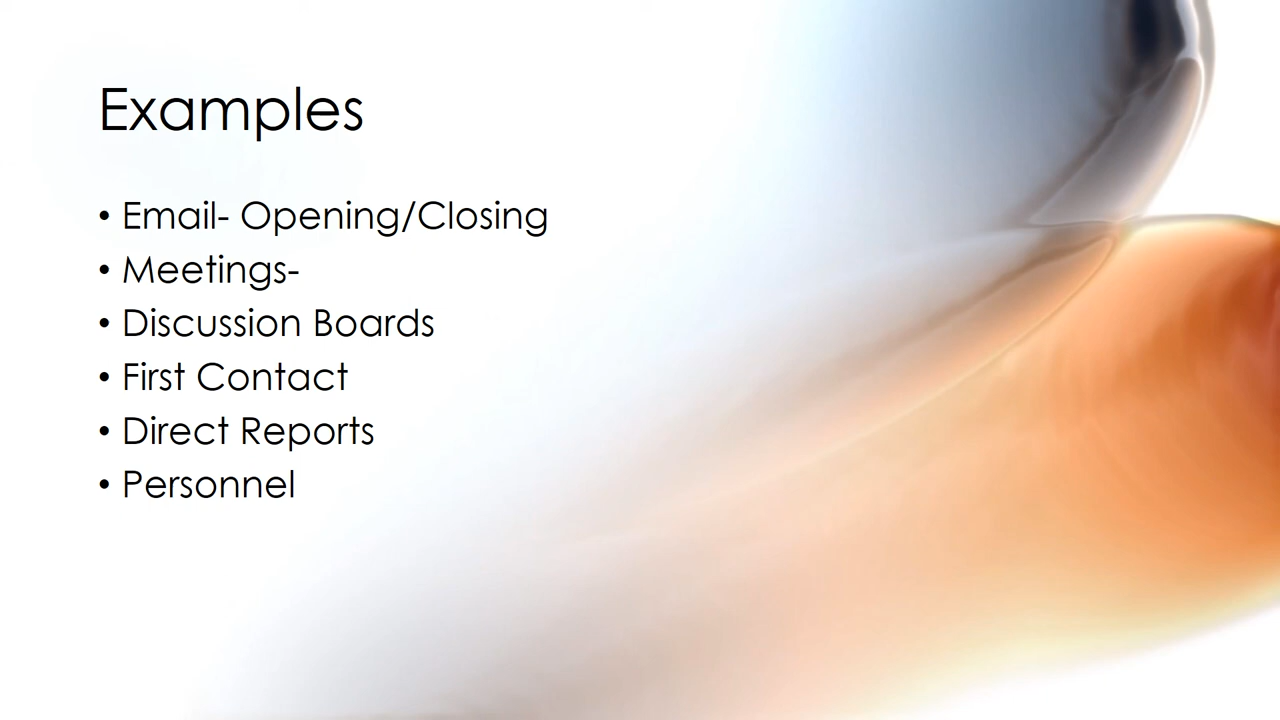 Examples
• Email- Opening/Closing
• Meetings-
• Discussion Boards
• First Contact
• Direct Reports
• Personnel